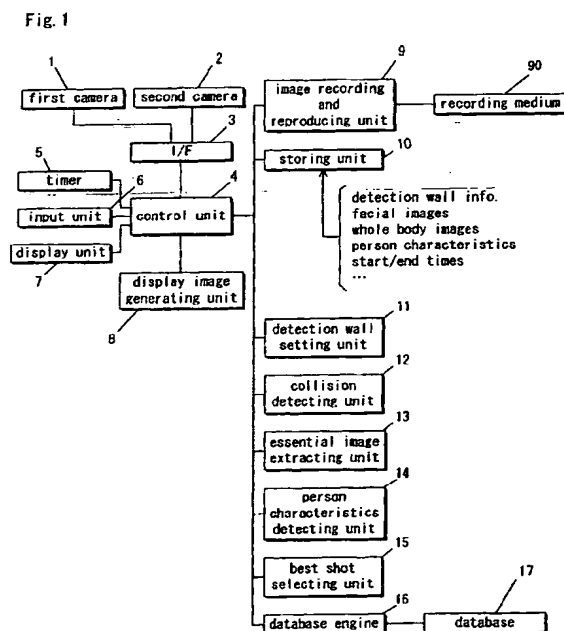 Fig. 1
1
2
first camera
second camera
3
I/F
5
timer
6
input unit
4
control unit
display unit
7
display image
generating unit
8
9
image recording
and
reproducing unit
90
recording medium
10
storing unit
detection wall info.
facial images
whole body images
person characteristics
start/end times
...
11
detection wall
setting unit
12
collision
detecting unit
13
essential image
extracting unit
14
person
characteristics
detecting unit
15
best shot
selecting unit
16
database engine
17
database